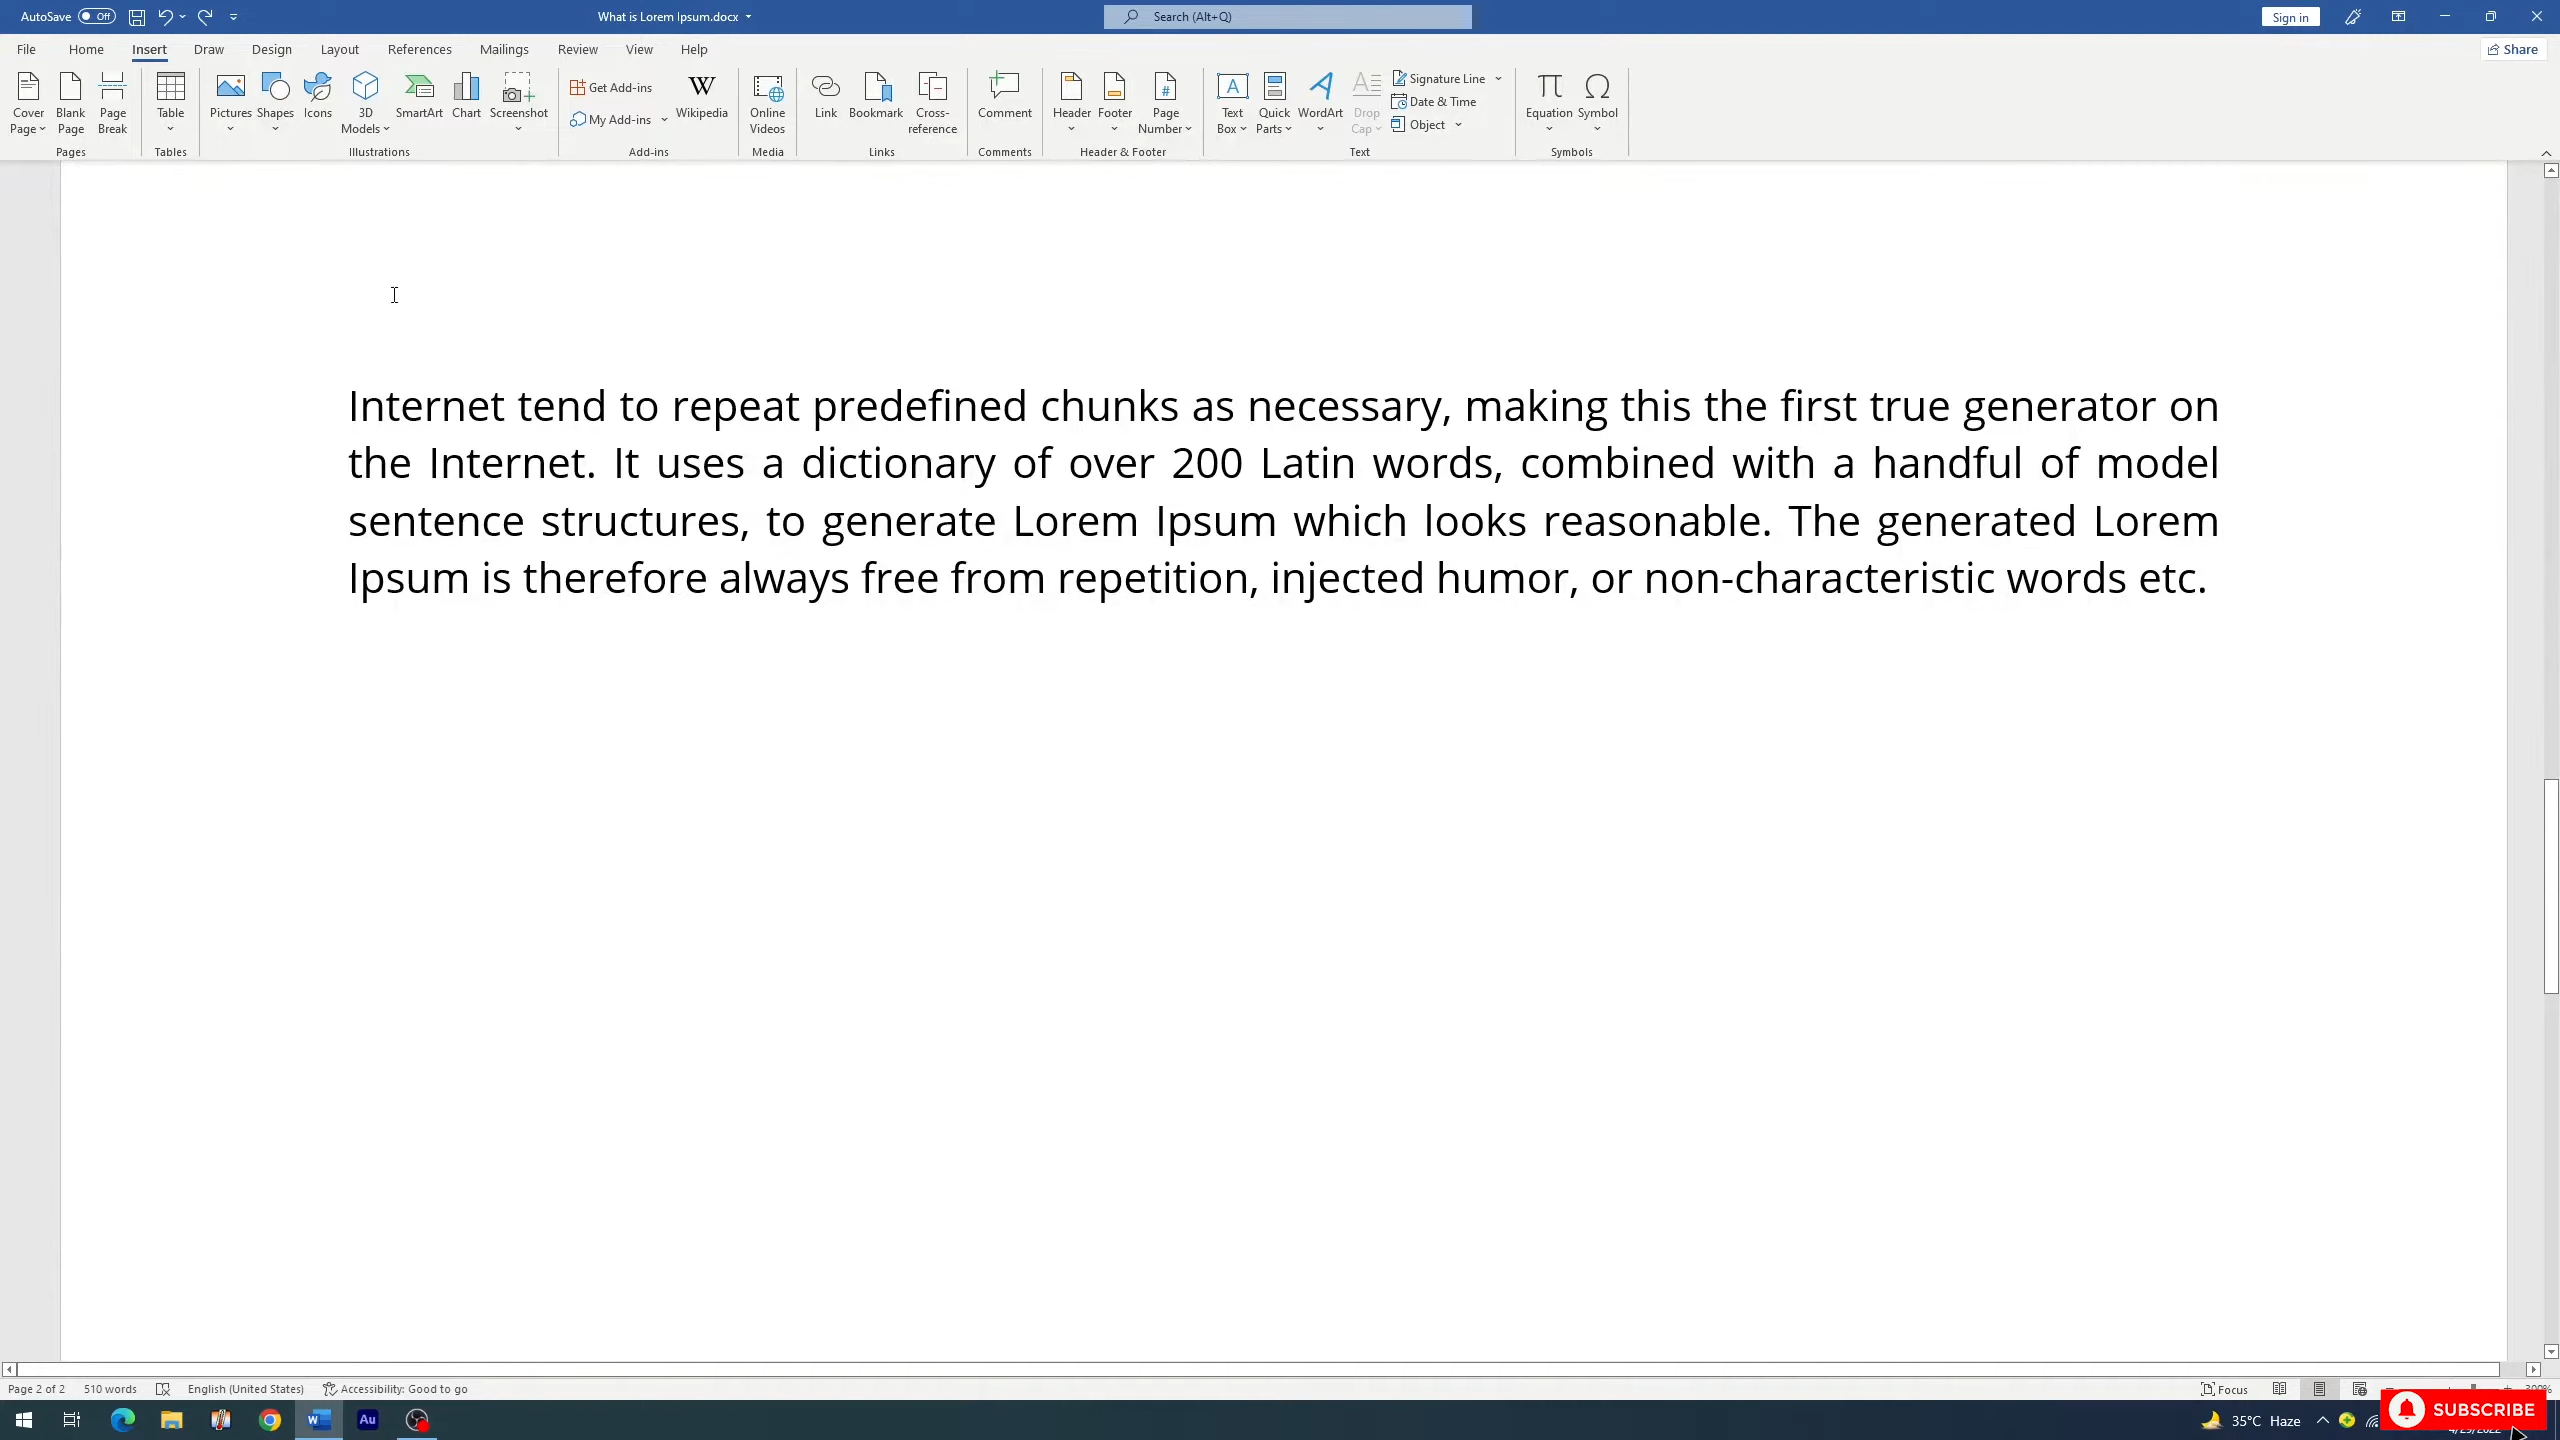 AutoSave Off What is Lorem Ipsum.docx Search (Alt+Q) Sign in
File Home Insert Draw Design Layout References Mailings Review View Help Share
Cover Page Blank Page Page Break Table Pictures Shapes Icons 3D Models SmartArt Chart Screenshot Get Add-ins My Add-ins Wikipedia Online Videos Link Bookmark Cross-reference Comment Header Footer Page Number Text Box Quick Parts WordArt Drop Cap Signature Line Date & Time Object Equation Symbol
Pages Tables Illustrations Add-ins Media Links Comments Header & Footer Text Symbols
Internet tend to repeat predefined chunks as necessary, making this the first true generator on
the Internet. It uses a dictionary of over 200 Latin words, combined with a handful of model
sentence structures, to generate Lorem Ipsum which looks reasonable. The generated Lorem
Ipsum is therefore always free from repetition, injected humor, or non-characteristic words etc.
Page 2 of 2 510 words English (United States) Accessibility: Good to go Focus
Au 35°C Haze SUBSCRIBE